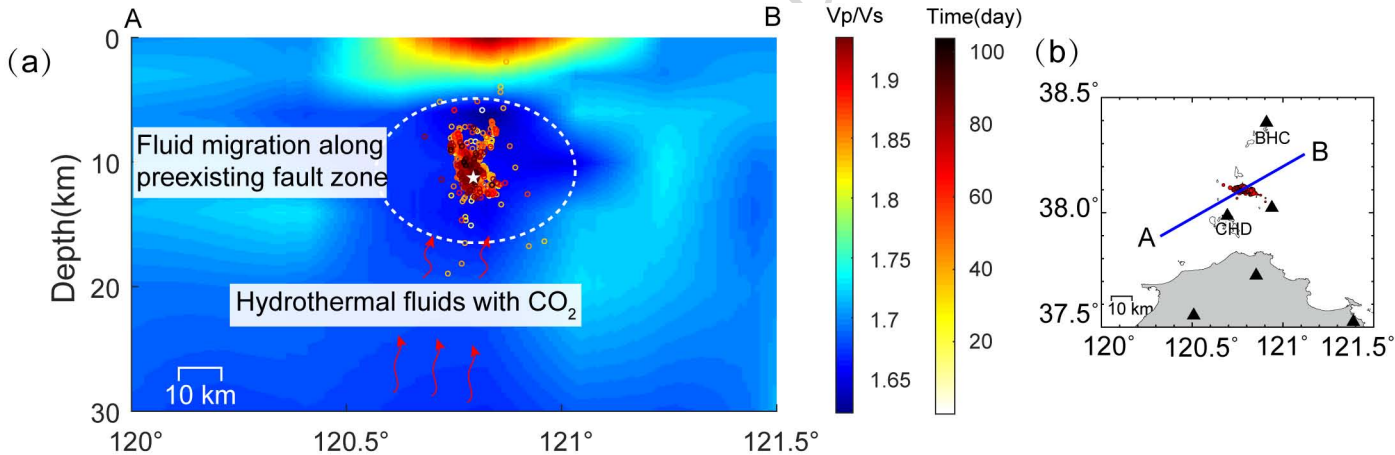 A
B
Vp/Vs
Time(day)
(a)
(b)
0
10
20
30
Depth(km)
Fluid migration along
preexisting fault zone
Hydrothermal fluids with CO2
10 km
120°
120.5°
121°
121.5°
1.9
1.85
1.8
1.75
1.7
1.65
100
80
60
40
20
38.5°
38.0°
37.5°
BHC
B
A
CHD
10 km
120°
120.5°
121°
121.5°